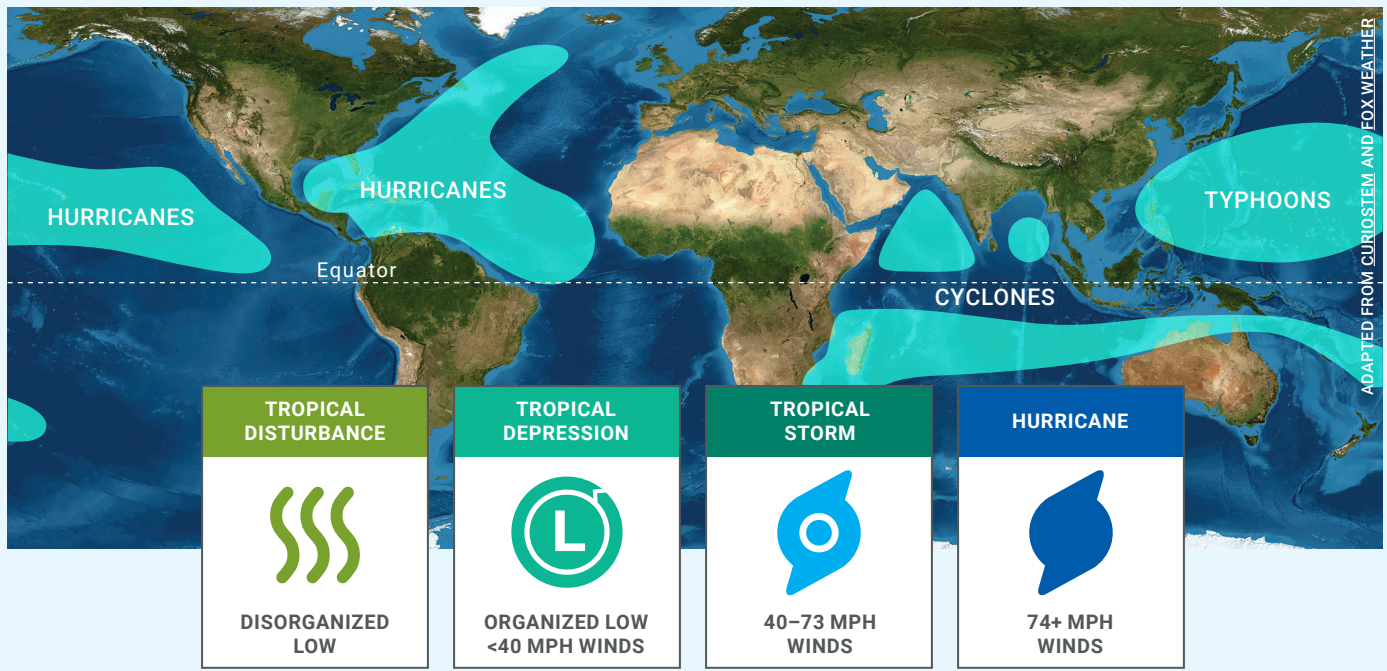 HURRICANES
HURRICANES
TYPHOONS
Equator
CYCLONES
ADAPTED FROM CURIOSTEM AND FOX WEATHER
TROPICAL
DISTURBANCE
DISORGANIZED
LOW
TROPICAL
DEPRESSION
L
ORGANIZED LOW
<40 MPH WINDS
TROPICAL
STORM
40–73 MPH
WINDS
HURRICANE
74+ MPH
WINDS